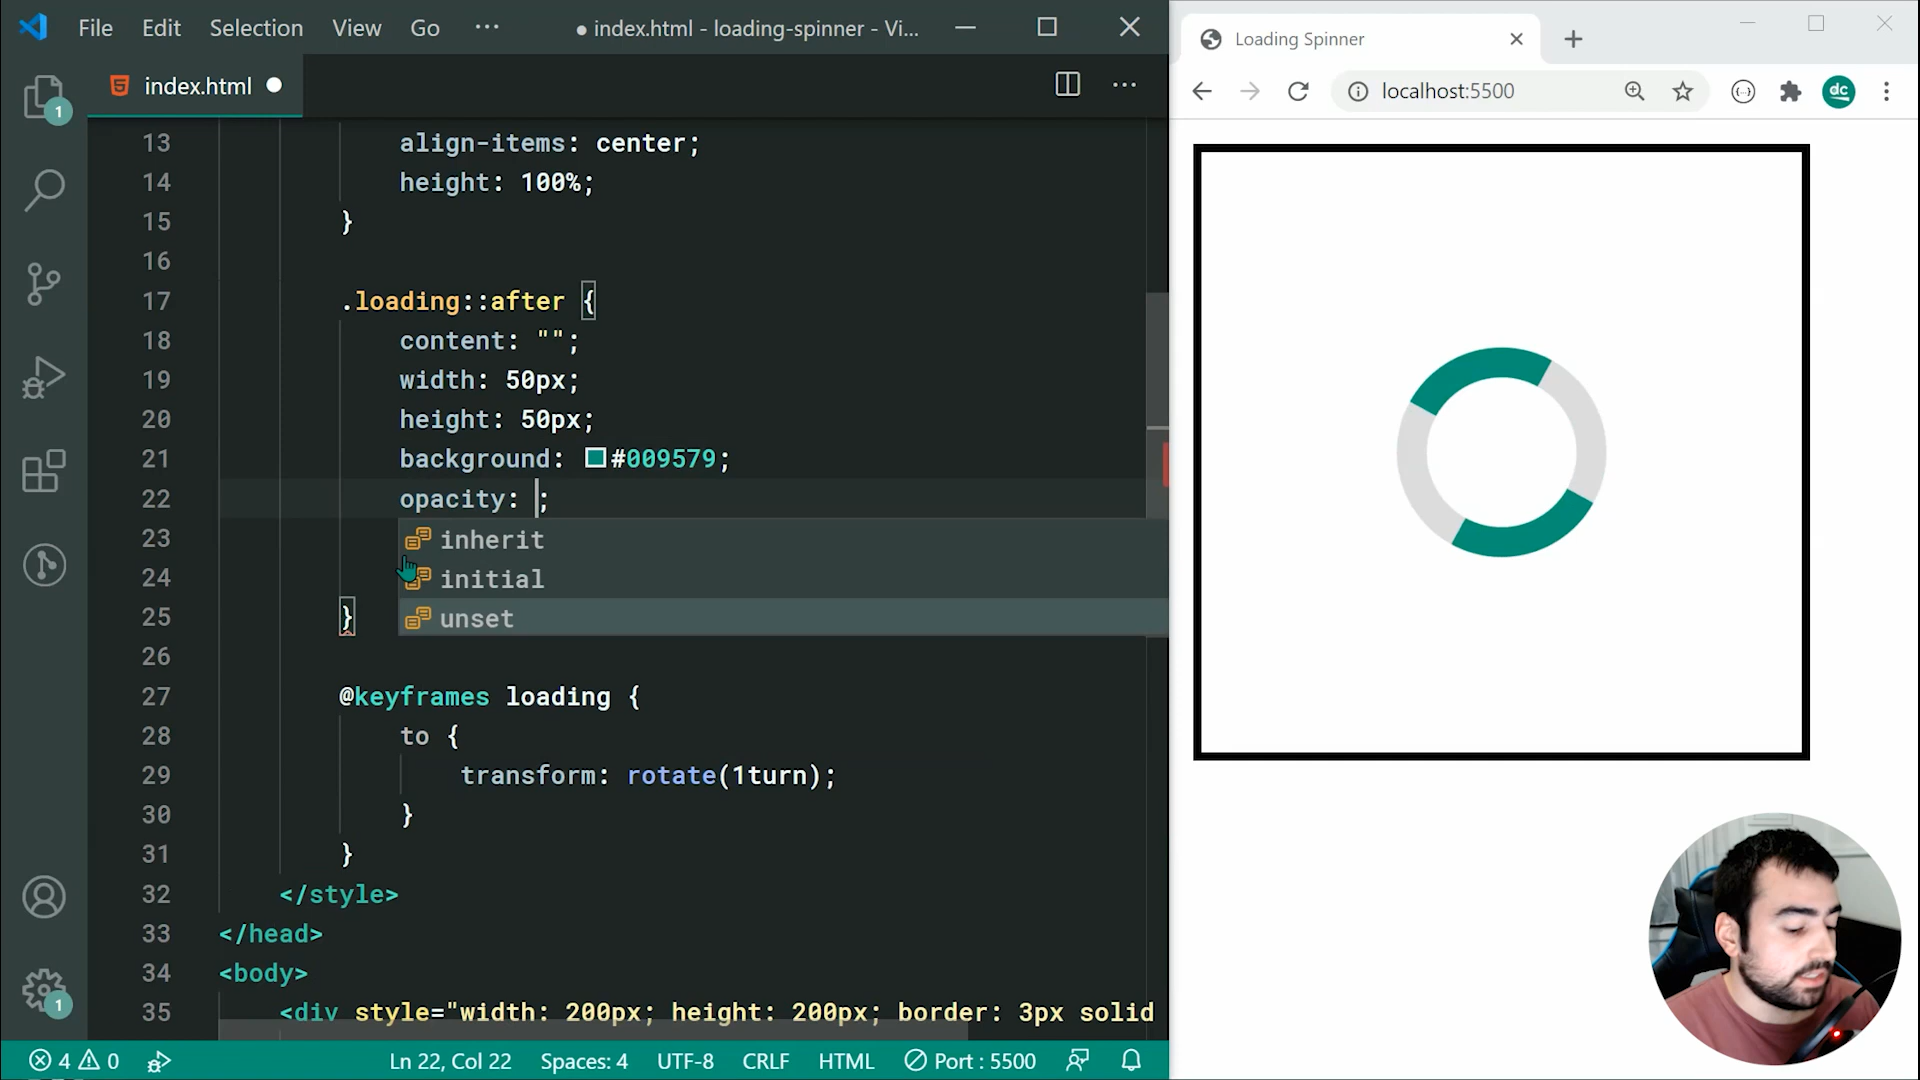 File Edit Selection View Go ··· ● index.html - loading-spinner - Vi...
index.html
1
13 align-items: center;
14 height: 100%;
15 }
16
17 .loading::after {
18 content: "";
19 width: 50px;
20 height: 50px;
21 background: #009579;
22 opacity: ;
23 inherit
24 initial
25 } unset
26
27 @keyframes loading {
28 to {
29 transform: rotate(1turn);
30 }
31 }
32 </style>
33 </head>
34 <body>
35 <div style="width: 200px; height: 200px; border: 3px solid
1
4 0 Ln 22, Col 22 Spaces: 4 UTF-8 CRLF HTML Port : 5500
Loading Spinner
localhost:5500
dc